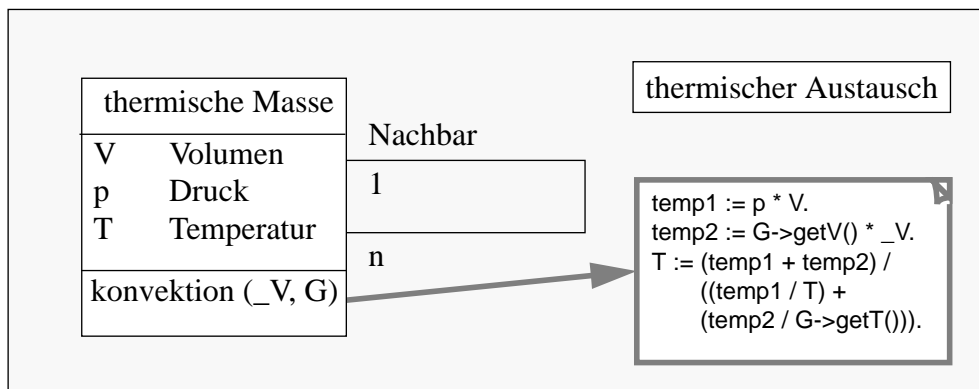 thermische Masse
V Volumen
p Druck
T Temperatur
konvektion (_V, G)
Nachbar
1
n
thermischer Austausch
temp1 := p * V.
temp2 := G->getV() * _V.
T := (temp1 + temp2) /
((temp1 / T) +
(temp2 / G->getT())).